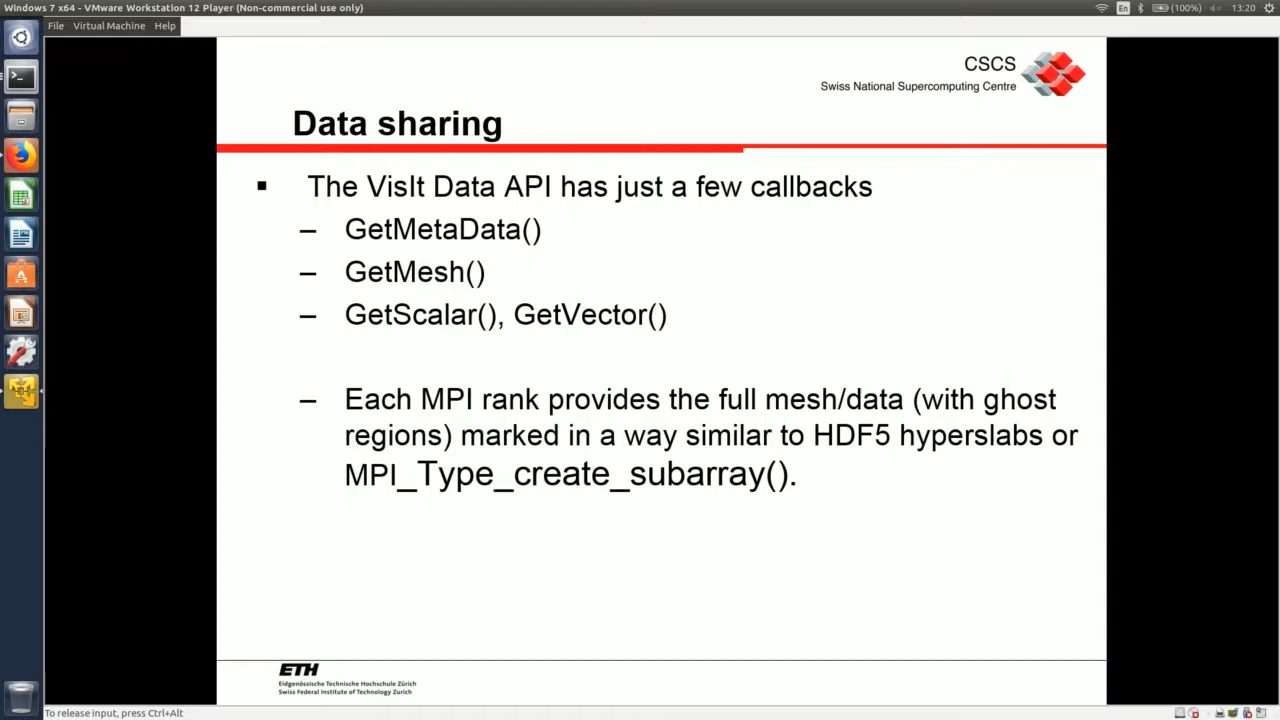 Windows 7 x64 - VMware Workstation 12 Player (Non-commercial use only)
En
(100%)
13:20
File Virtual Machine Help
CSCS
Swiss National Supercomputing Centre
Data sharing
▪ The VisIt Data API has just a few callbacks
– GetMetaData()
– GetMesh()
– GetScalar(), GetVector()
– Each MPI rank provides the full mesh/data (with ghost
regions) marked in a way similar to HDF5 hyperslabs or
MPI_Type_create_subarray().
ETH
Eidgenössische Technische Hochschule Zürich
Swiss Federal Institute of Technology Zurich
To release input, press Ctrl+Alt